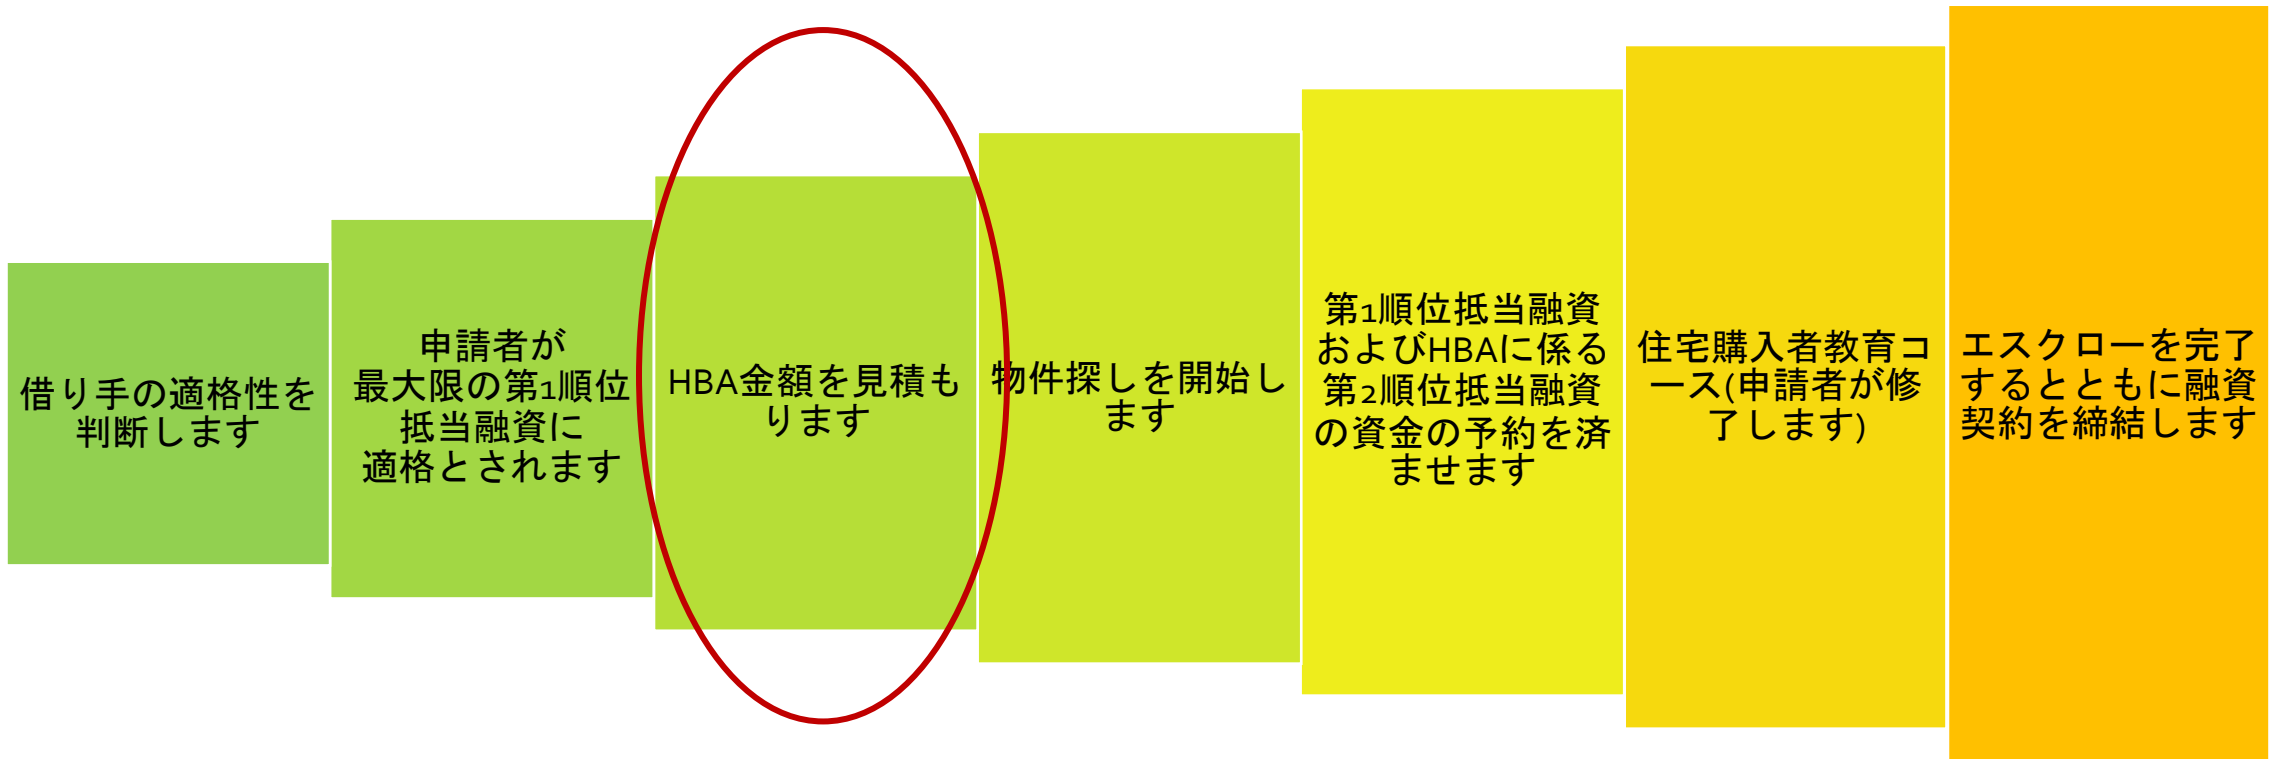 借り手の適格性を
判断します
申請者が
最大限の第1順位
抵当融資に
適格とされます
HBA金額を見積も
ります
物件探しを開始し
ます
第1順位抵当融資
およびHBAに係る
第2順位抵当融資
の資金の予約を済
ませます
住宅購入者教育コ
ース(申請者が修
了します)
エスクローを完了
するとともに融資
契約を締結します